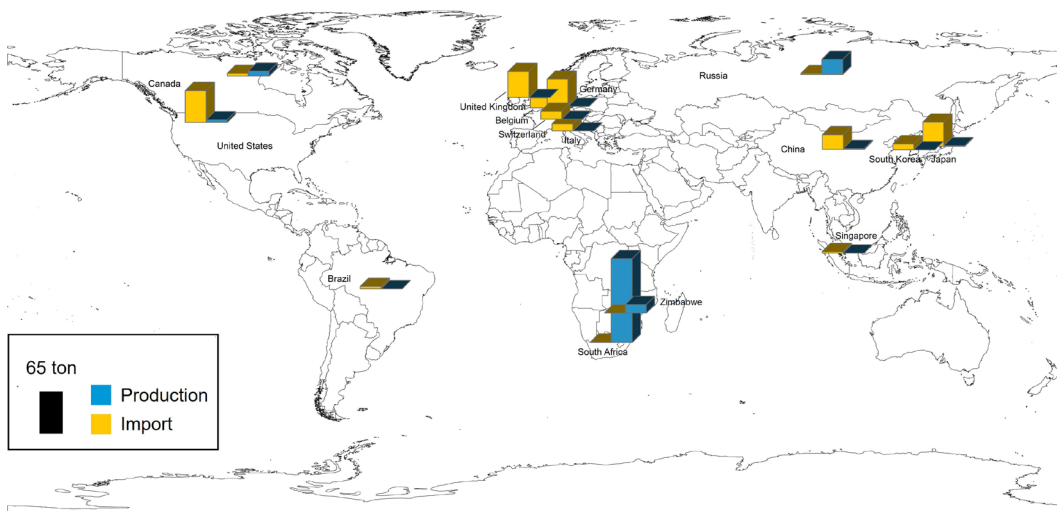 Russia
Canada
Germany
United Kingdom
Belgium
Switzerland
Italy
United States
China
South Korea
Japan
Singapore
Brazil
Zimbabwe
South Africa
65 ton
Production
Import